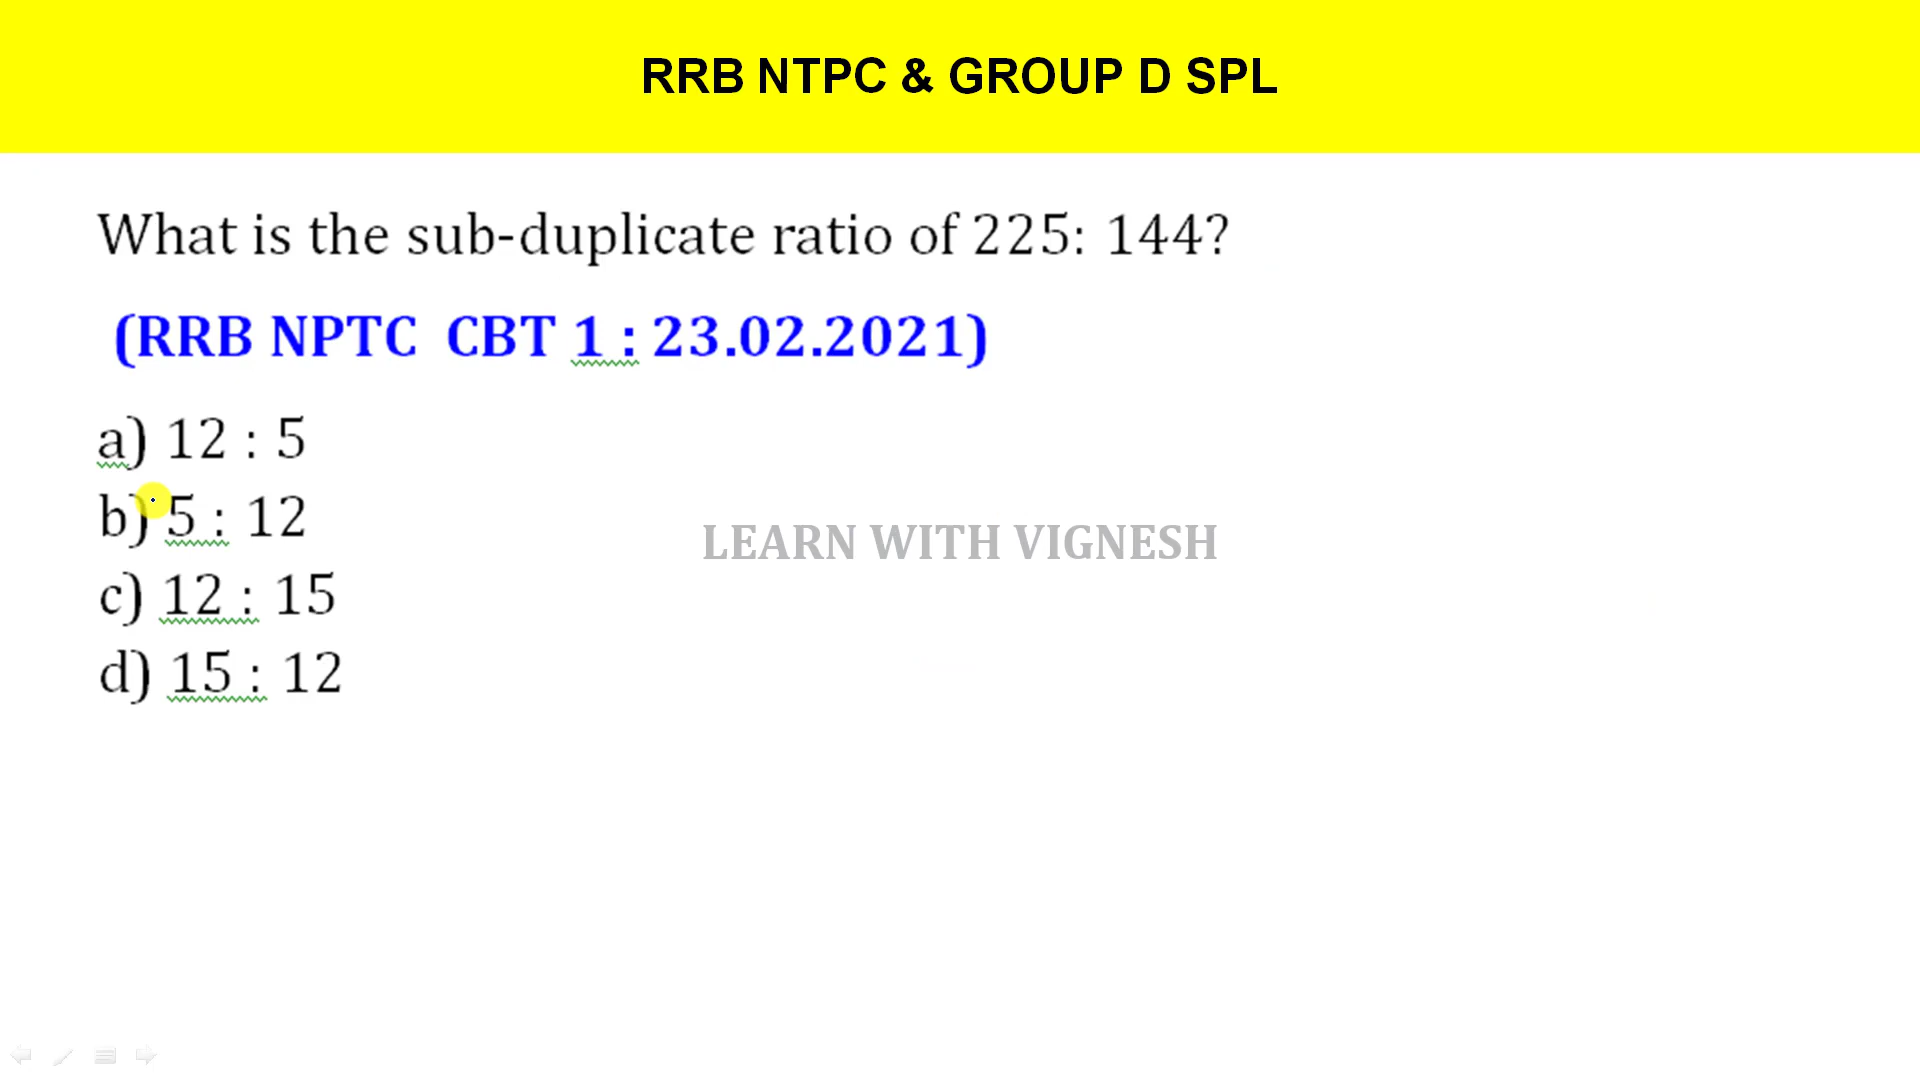 RRB NTPC & GROUP D SPL
What is the sub-duplicate ratio of 225: 144?
(RRB NPTC CBT 1 : 23.02.2021)
a) 12 : 5
b) 5 : 12
LEARN WITH VIGNESH
c) 12 : 15
d) 15 : 12